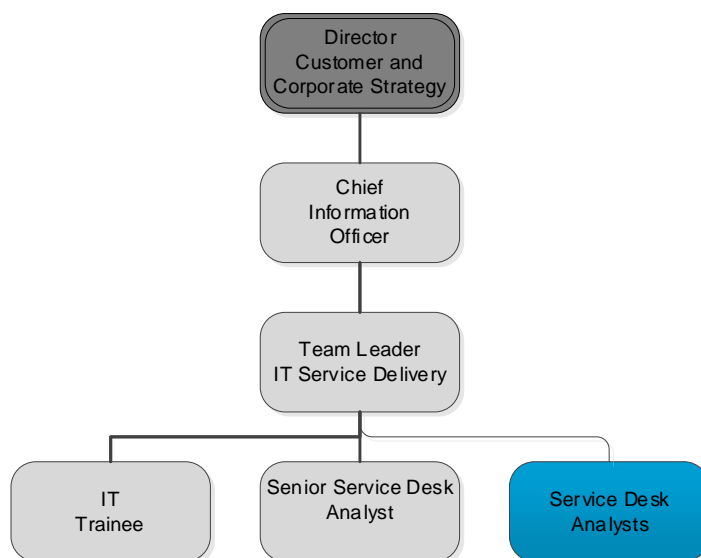 Director
Customer and
Corporate Strategy
Chief
Information
Officer
Team Leader
IT Service Delivery
IT
Trainee
Senior Service Desk
Analyst
Service Desk
Analysts